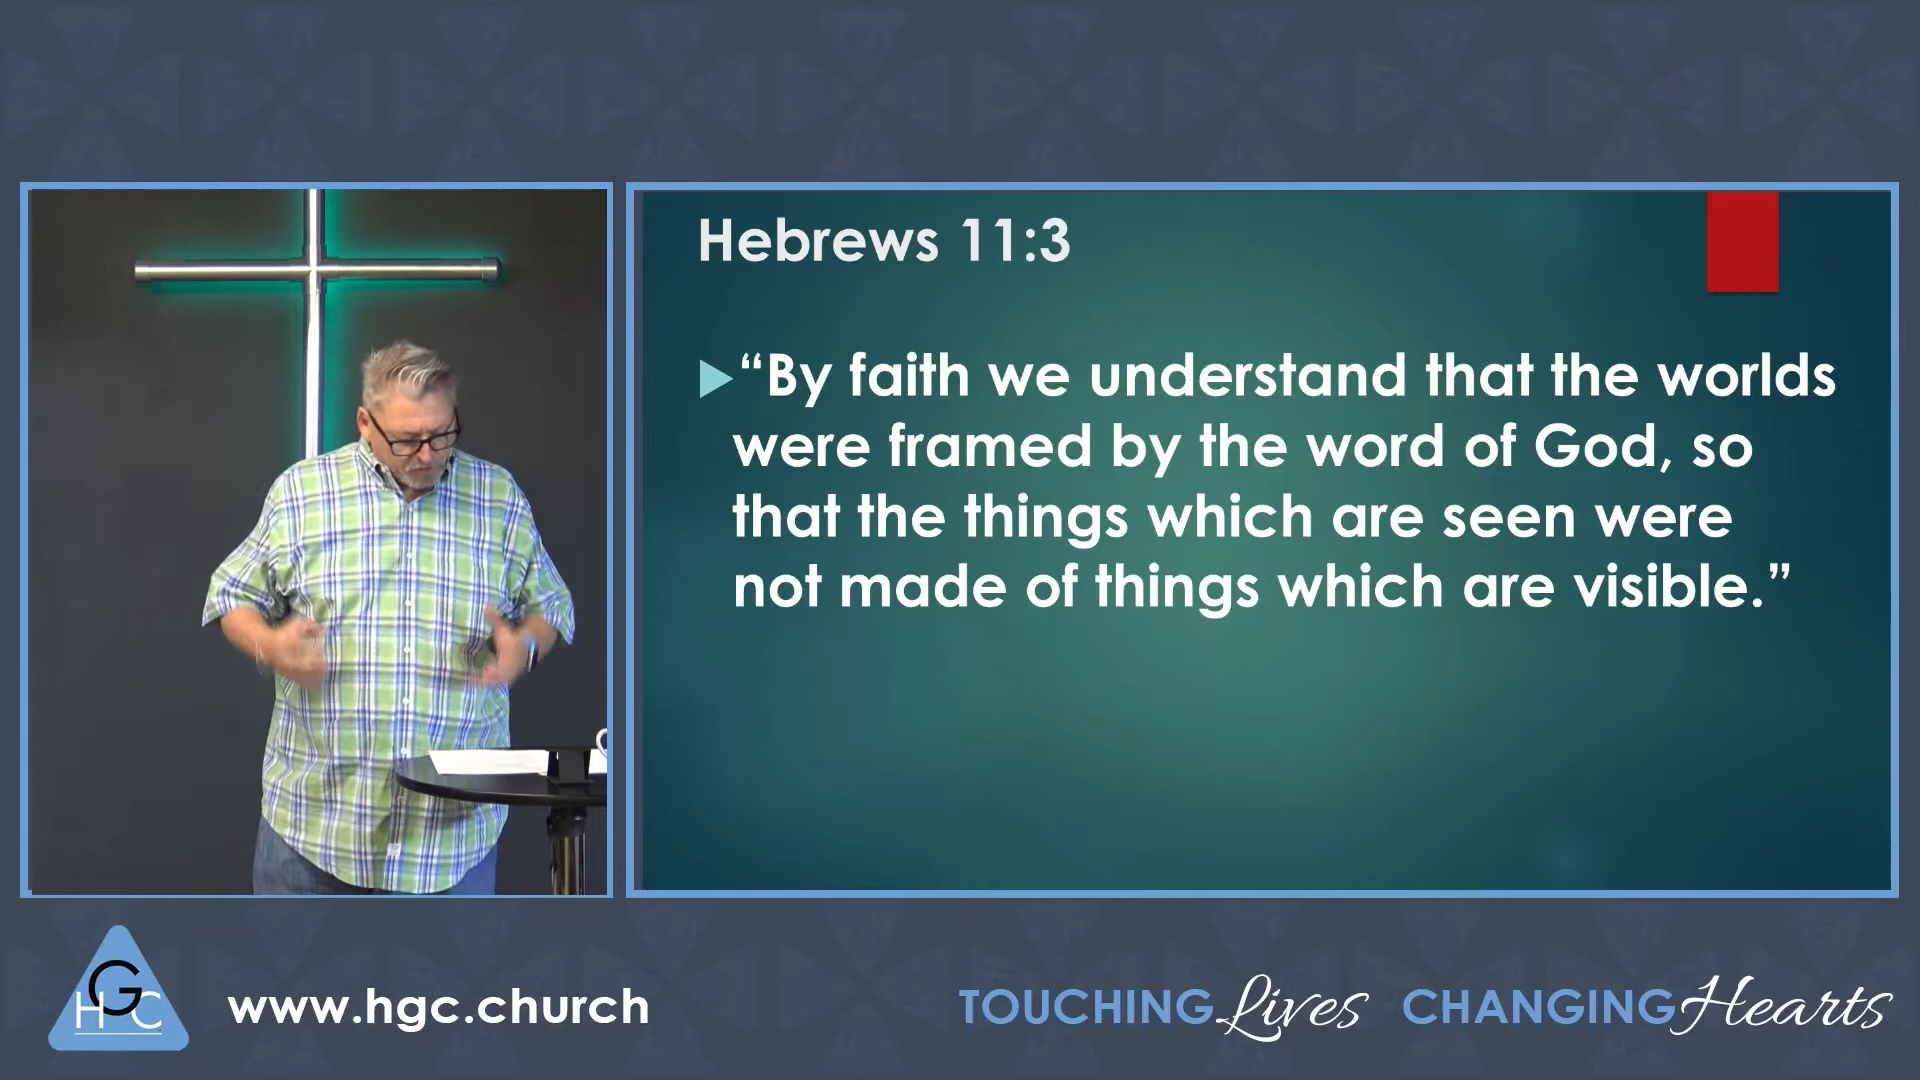 Hebrews 11:3
“By faith we understand that the worlds
were framed by the word of God, so
that the things which are seen were
not made of things which are visible.”
HGC
www.hgc.church
TOUCHING Lives CHANGING Hearts